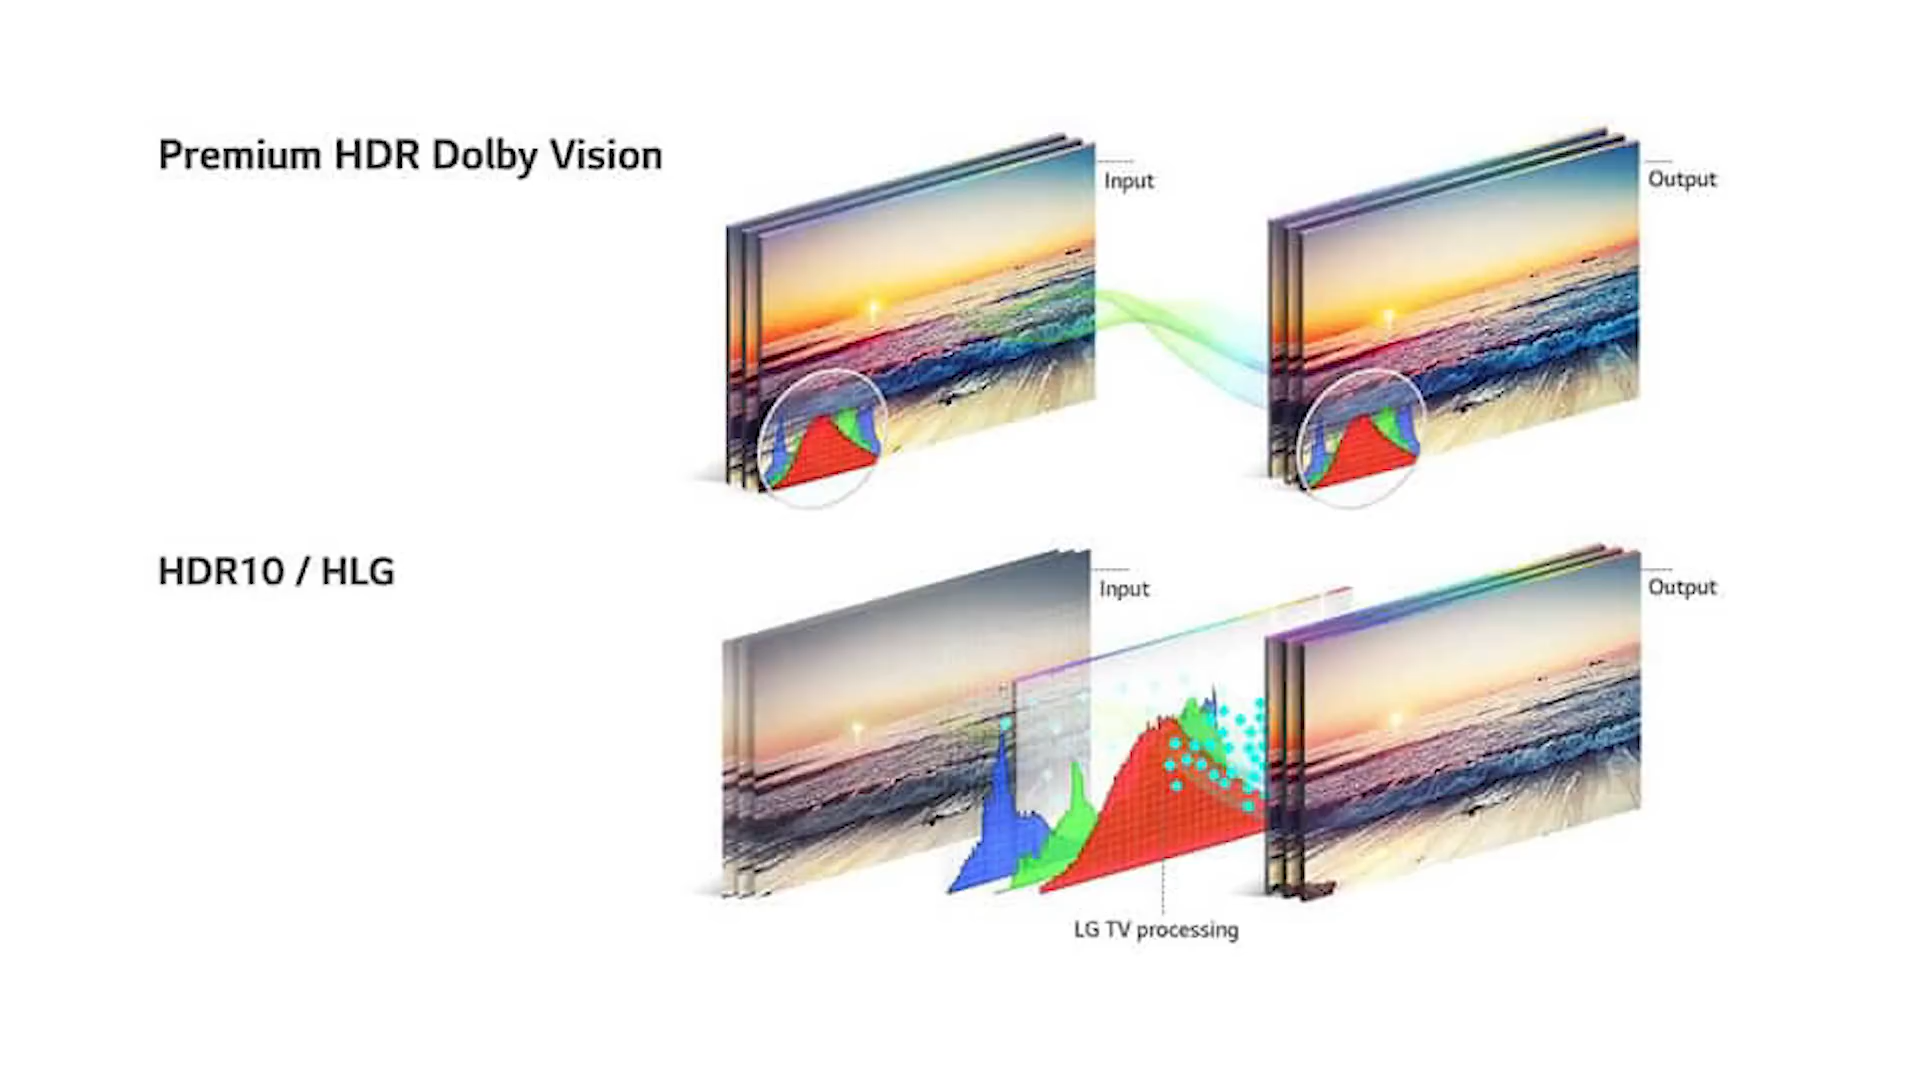 Premium HDR Dolby Vision
Input
Output
HDR10 / HLG
Input
Output
LG TV processing